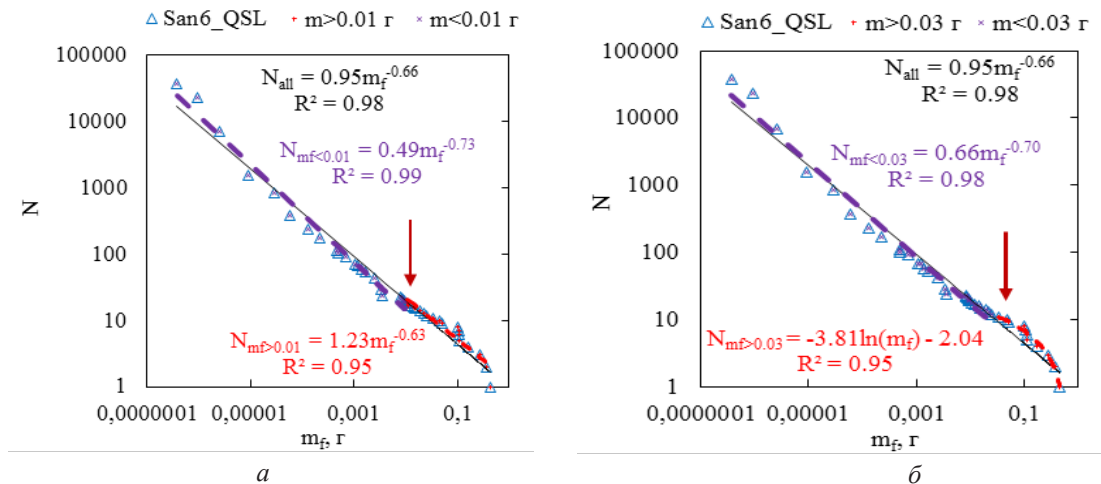 San6_QSL m>0.01 г m<0.01 г
100000
10000
1000
100
10
1
N
N_all = 0.95m_f^-0.66
R² = 0.98
N_mf<0.01 = 0.49m_f^-0.73
R² = 0.99
N_mf>0.01 = 1.23m_f^-0.63
R² = 0.95
0,0000001 0,00001 0,001 0,1
m_f, г
а
San6_QSL m>0.03 г m<0.03 г
100000
10000
1000
100
10
1
N
N_all = 0.95m_f^-0.66
R² = 0.98
N_mf<0.03 = 0.66m_f^-0.70
R² = 0.98
N_mf>0.03 = -3.81ln(m_f) - 2.04
R² = 0.95
0,0000001 0,00001 0,001 0,1
m_f, г
б